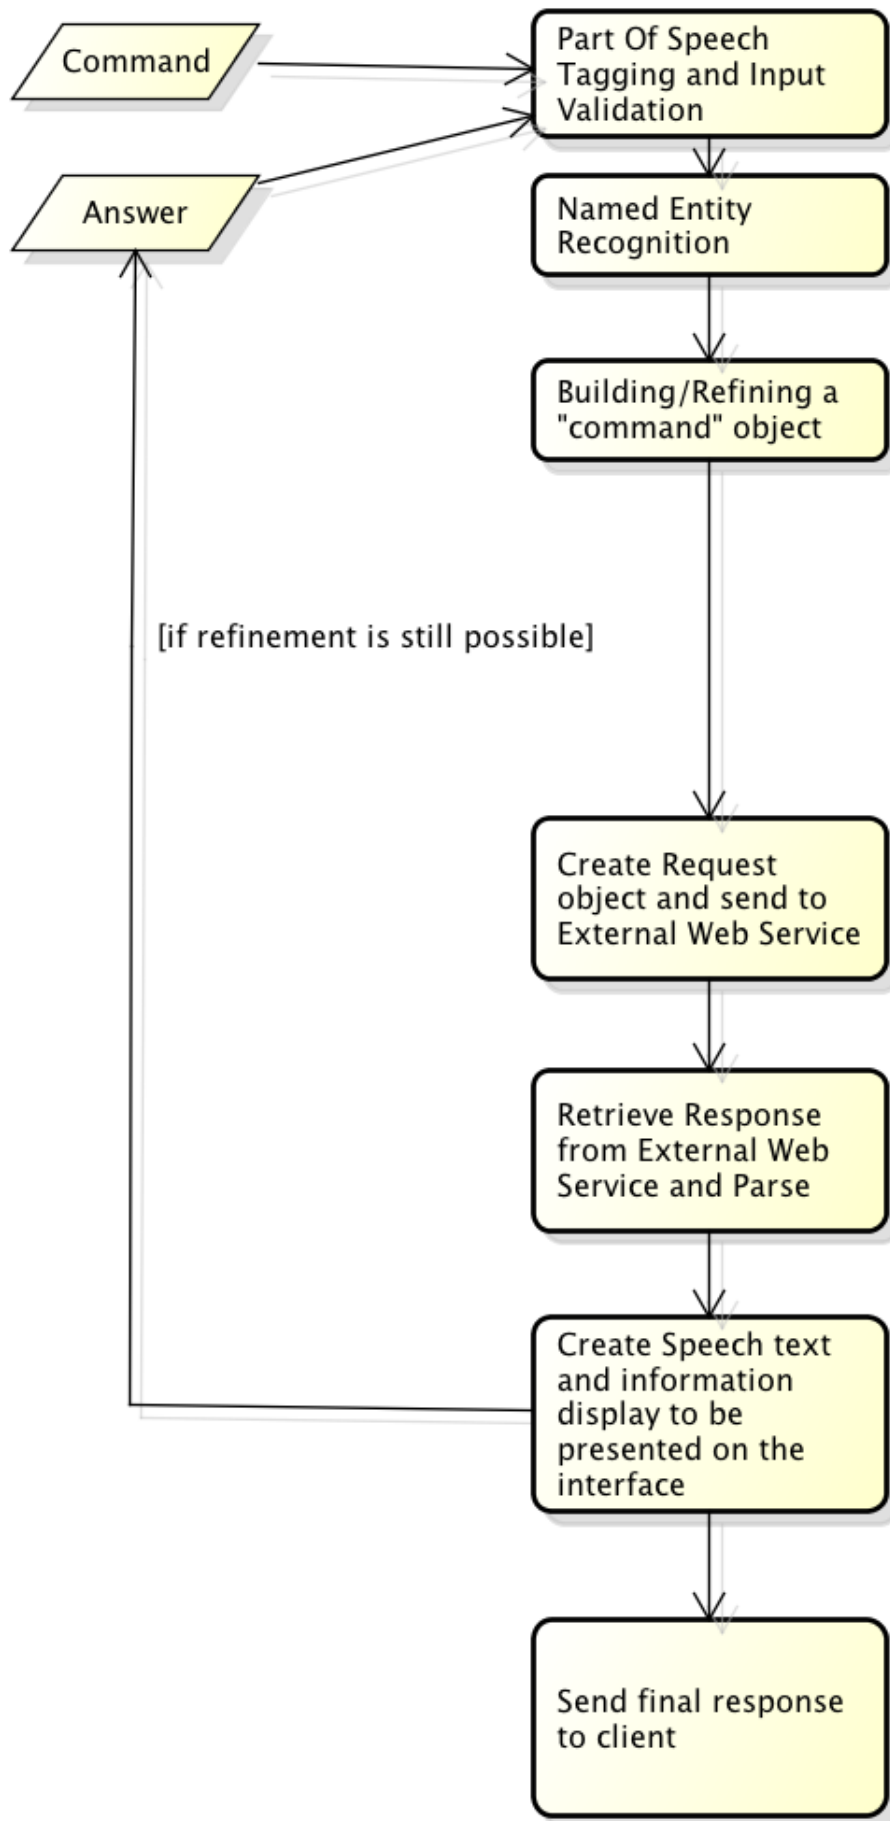 Command
Part Of Speech
Tagging and Input
Validation
Answer
Named Entity
Recognition
Building/Refining a
"command" object
[if refinement is still possible]
Create Request
object and send to
External Web Service
Retrieve Response
from External Web
Service and Parse
Create Speech text
and information
display to be
presented on the
interface
Send final response
to client